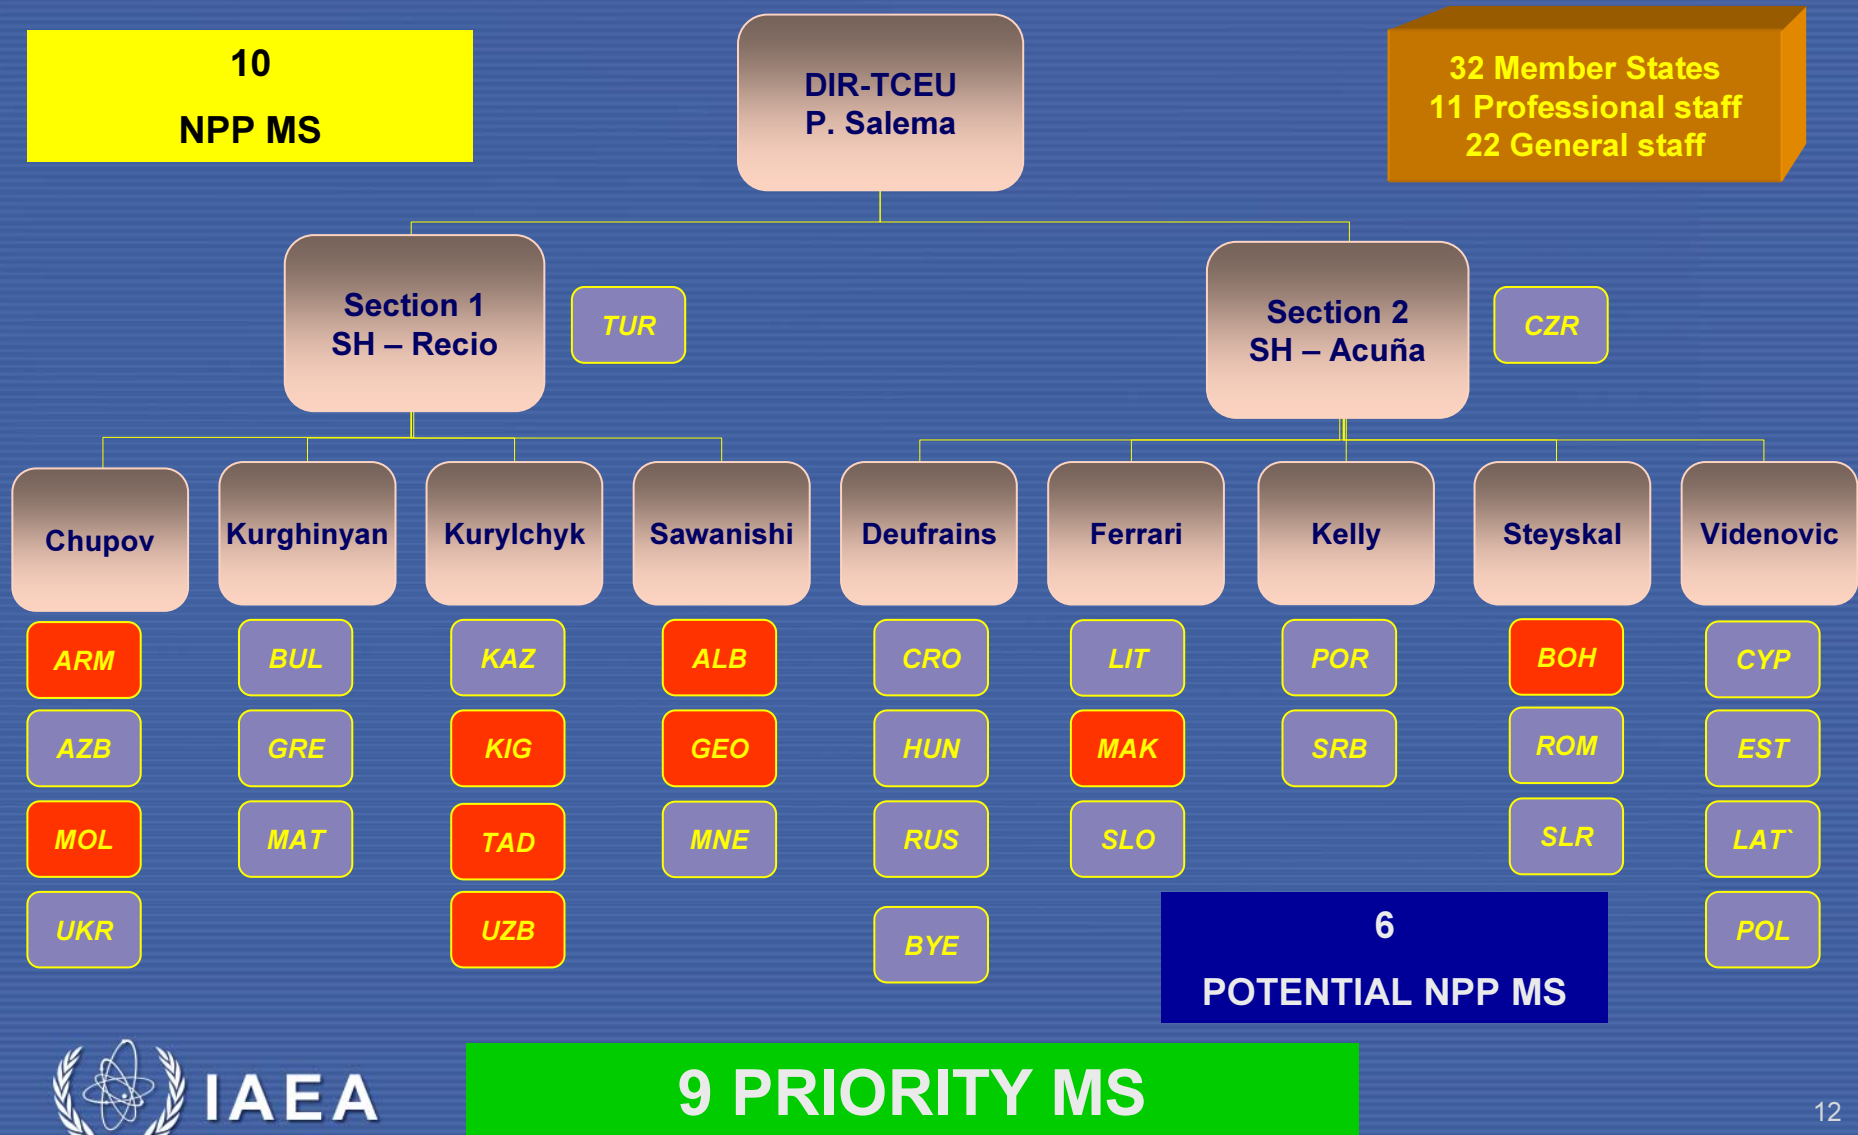 10
NPP MS
DIR-TCEU
P. Salema
32 Member States
11 Professional staff
22 General staff
Section 1
SH – Recio
TUR
Section 2
SH – Acuña
CZR
Chupov
Kurghinyan
Kurylchyk
Sawanishi
Deufrains
Ferrari
Kelly
Steyskal
Videnovic
ARM
BUL
KAZ
ALB
CRO
LIT
POR
BOH
CYP
AZB
GRE
KIG
GEO
HUN
MAK
SRB
ROM
EST
MOL
MAT
TAD
MNE
RUS
SLO
SLR
LAT`
UKR
UZB
BYE
POL
6
POTENTIAL NPP MS
IAEA
9 PRIORITY MS
12